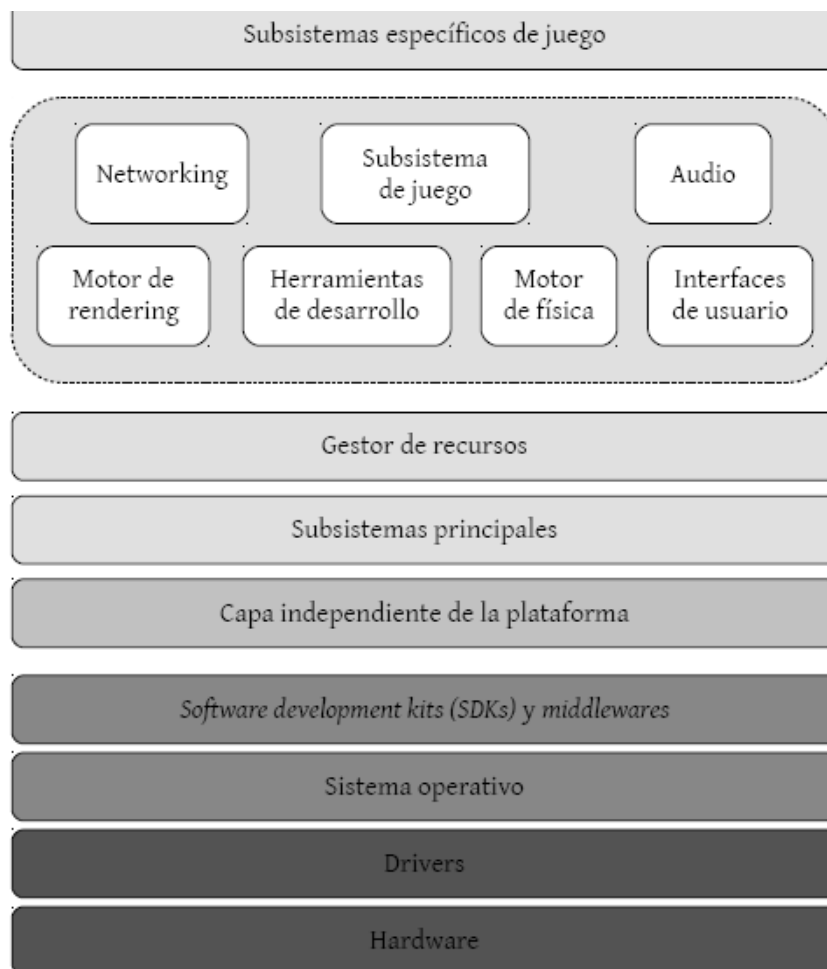 Subsistemas específicos de juego
Networking
Subsistema
de juego
Audio
Motor de
rendering
Herramientas
de desarrollo
Motor
de física
Interfaces
de usuario
Gestor de recursos
Subsistemas principales
Capa independiente de la plataforma
Software development kits (SDKs) y middlewares
Sistema operativo
Drivers
Hardware